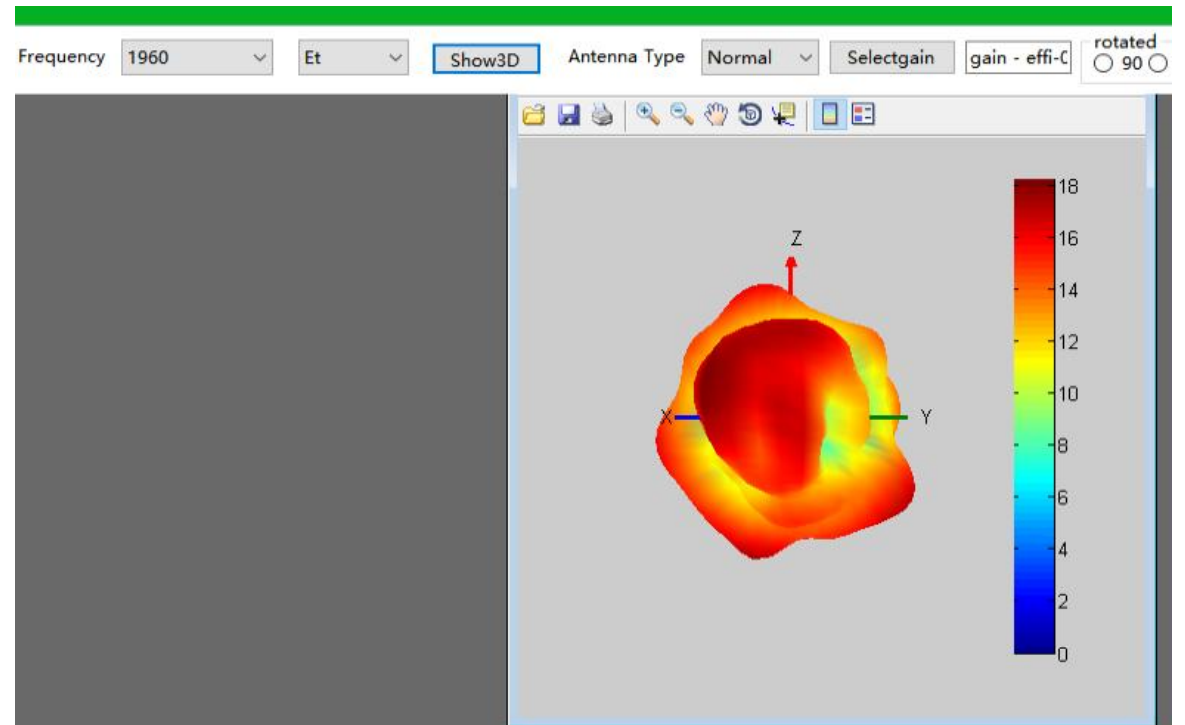 Frequency 1960 Et Show3D Antenna Type Normal Selectgain gain - effi-C rotated
90
Z
X
Y
18
16
14
12
10
8
6
4
2
0